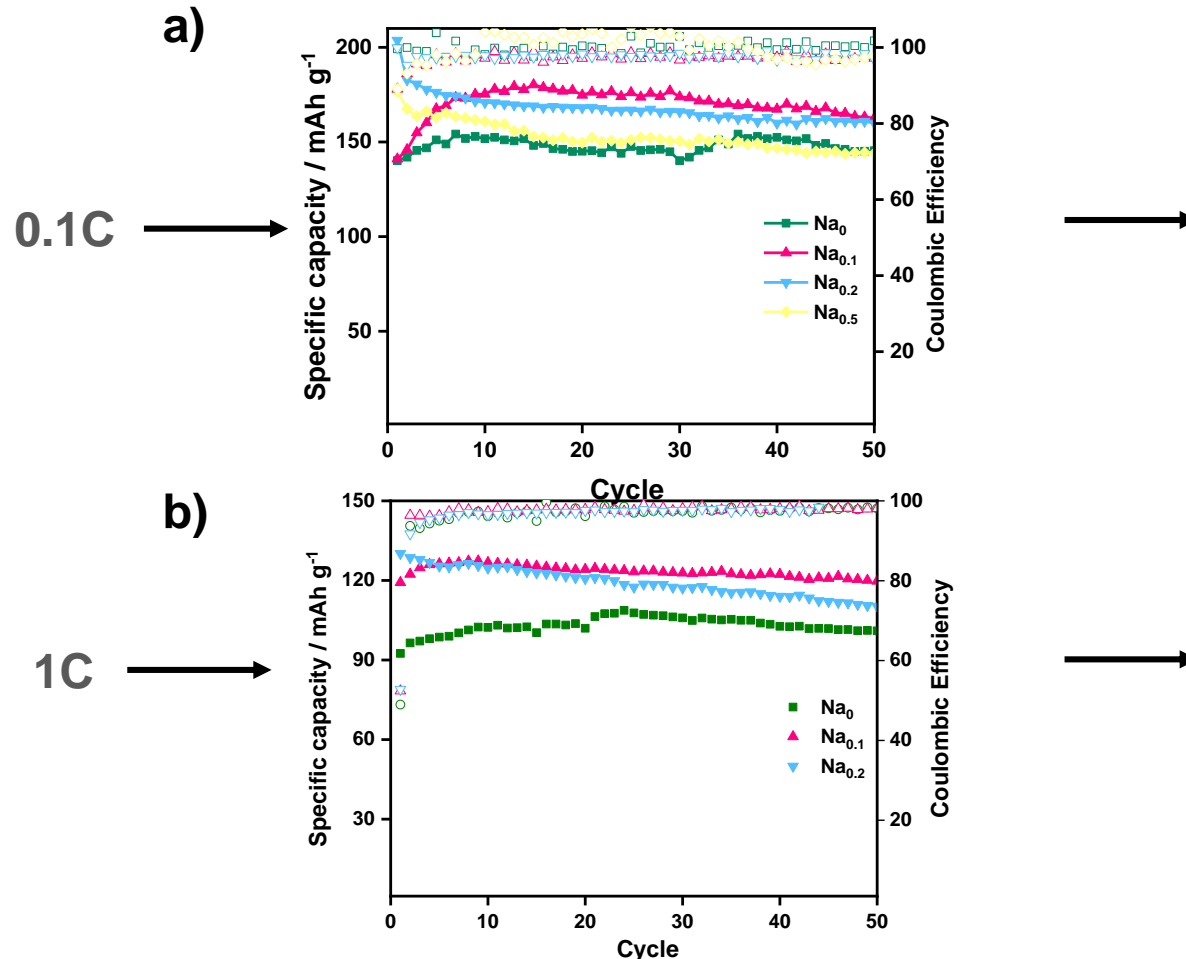 a)
0.1C
Specific capacity / mAh g⁻¹
200
150
100
50
100
80
60
40
20
Coulombic Efficiency
Na₀
Na₀.₁
Na₀.₂
Na₀.₅
0
10
20
30
40
50
Cycle
b)
1C
Specific capacity / mAh g⁻¹
150
120
90
60
30
100
80
60
40
20
Coulombic Efficiency
Na₀
Na₀.₁
Na₀.₂
0
10
20
30
40
50
Cycle